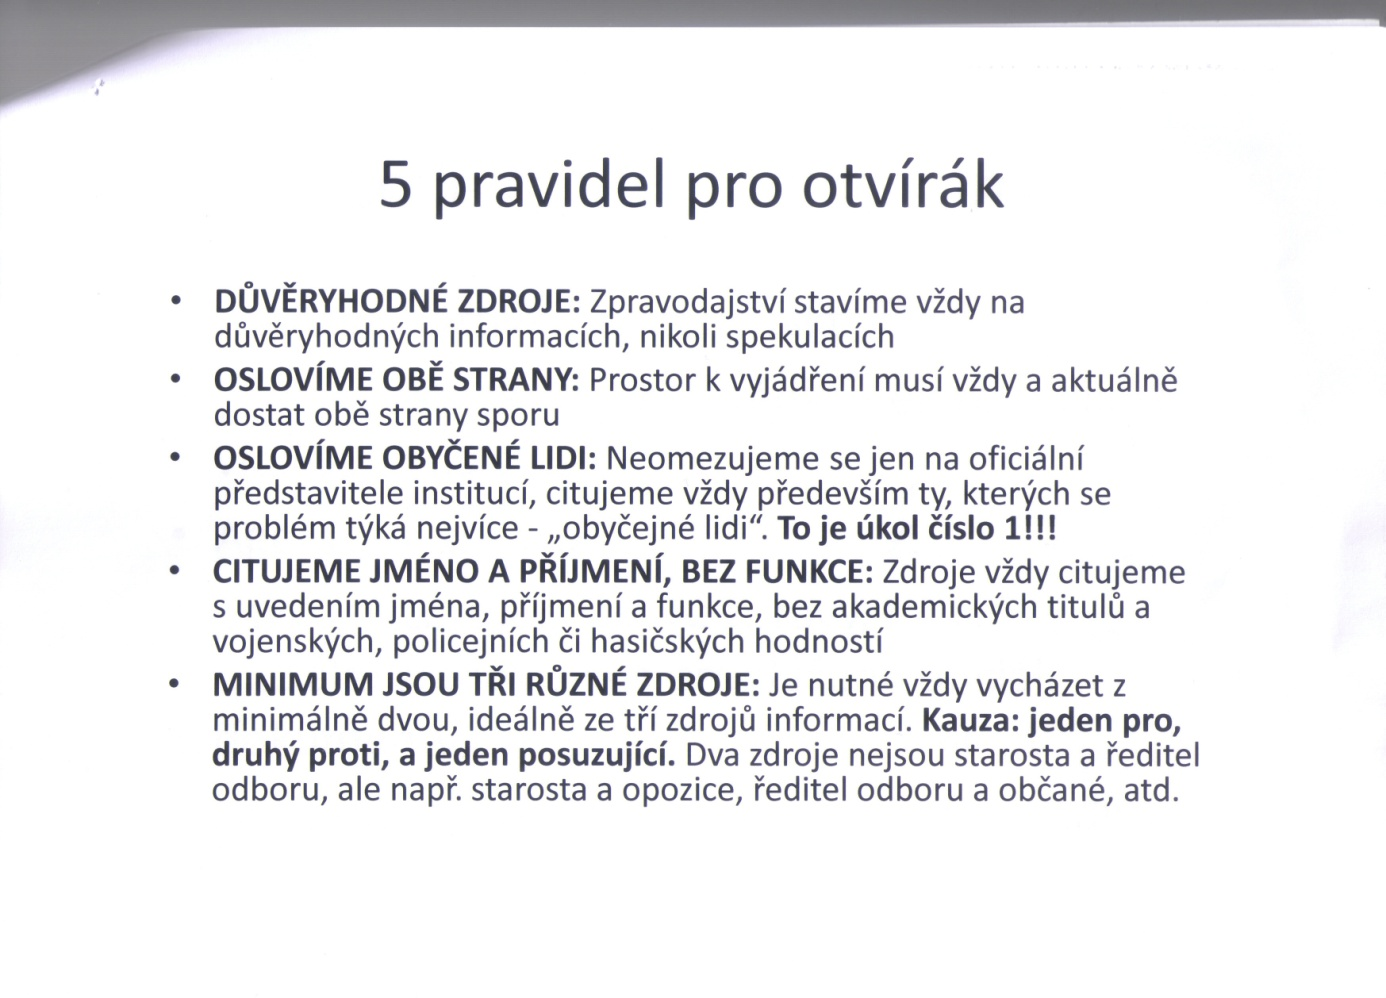 5 pravidel pro otvírák
• DŮVĚRYHODNÉ ZDROJE: Zpravodajství stavíme vždy na
důvěryhodných informacích, nikoli spekulacích
• OSLOVÍME OBĚ STRANY: Prostor k vyjádření musí vždy a aktuálně
dostat obě strany sporu
• OSLOVÍME OBYČENÉ LIDI: Neomezujeme se jen na oficiální
představitele institucí, citujeme vždy především ty, kterých se
problém týká nejvíce - „obyčejné lidi“. To je úkol číslo 1!!!
• CITUJEME JMÉNO A PŘÍJMENÍ, BEZ FUNKCE: Zdroje vždy citujeme
s uvedením jména, příjmení a funkce, bez akademických titulů a
vojenských, policejních či hasičských hodností
• MINIMUM JSOU TŘI RŮZNÉ ZDROJE: Je nutné vždy vycházet z
minimálně dvou, ideálně ze tří zdrojů informací. Kauza: jeden pro,
druhý proti, a jeden posuzující. Dva zdroje nejsou starosta a ředitel
odboru, ale např. starosta a opozice, ředitel odboru a občané, atd.